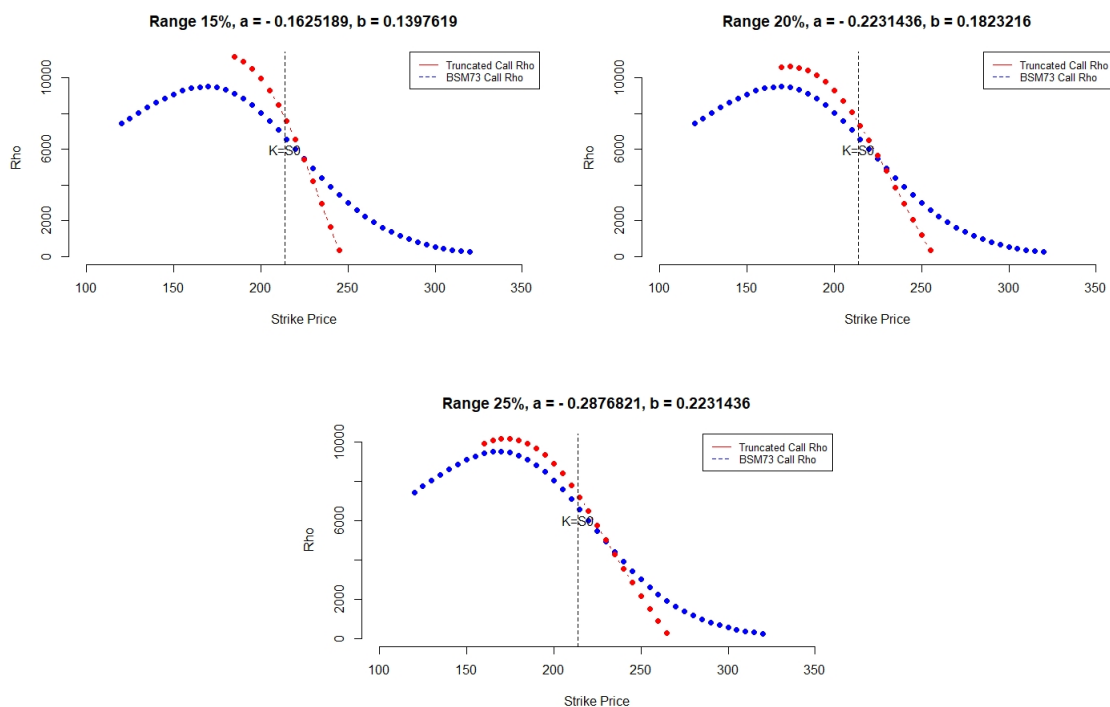 Range 15%, a = - 0.1625189, b = 0.1397619
Truncated Call Rho
BSM73 Call Rho
Rho
10000
6000
2000
0
K=S0
100 150 200 250 300 350
Strike Price
Range 20%, a = - 0.2231436, b = 0.1823216
Truncated Call Rho
BSM73 Call Rho
Rho
10000
6000
2000
0
K=S0
100 150 200 250 300 350
Strike Price
Range 25%, a = - 0.2876821, b = 0.2231436
Truncated Call Rho
BSM73 Call Rho
Rho
10000
6000
2000
0
K=S0
100 150 200 250 300 350
Strike Price